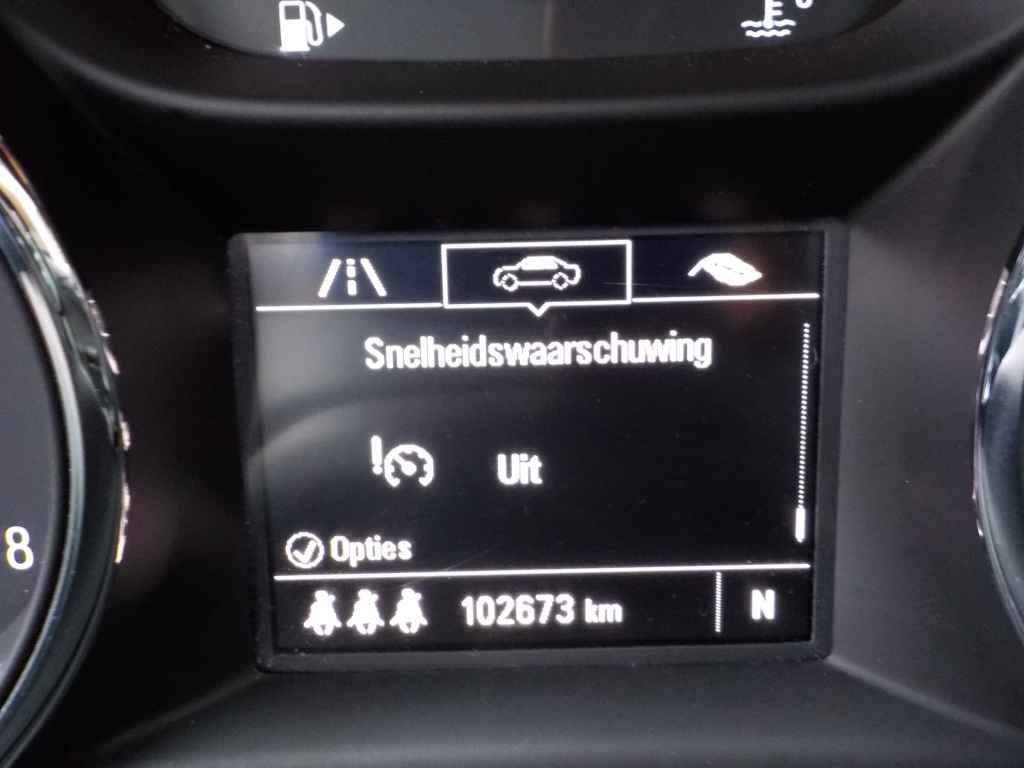 Snelheidswaarschuwing
Uit
Opties
102673 km
N
8